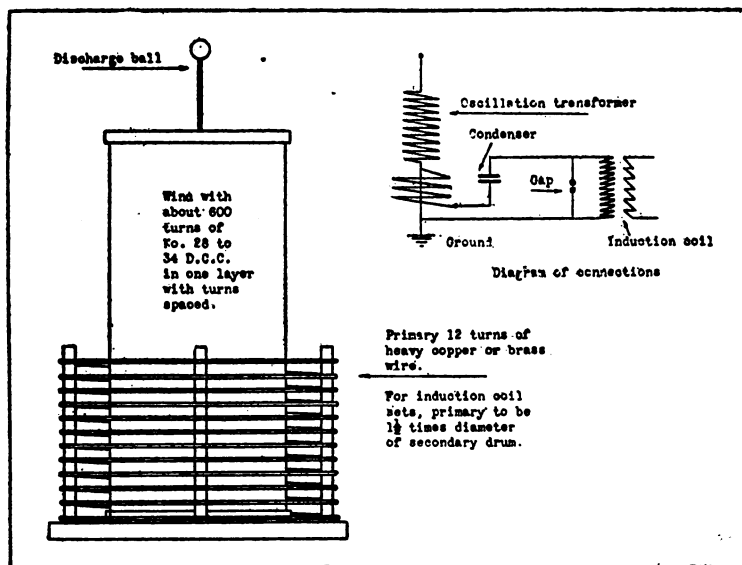 Discharge ball
Oscillation transformer
Condenser
Gap
Ground
Induction coil
Diagram of connections
Wind with
about 600
turns of
No. 28 to
34 D.C.C.
in one layer
with turns
spaced.
Primary 12 turns of
heavy copper or brass
wire.
For induction coil
sets, primary to be
1½ times diameter
of secondary drum.